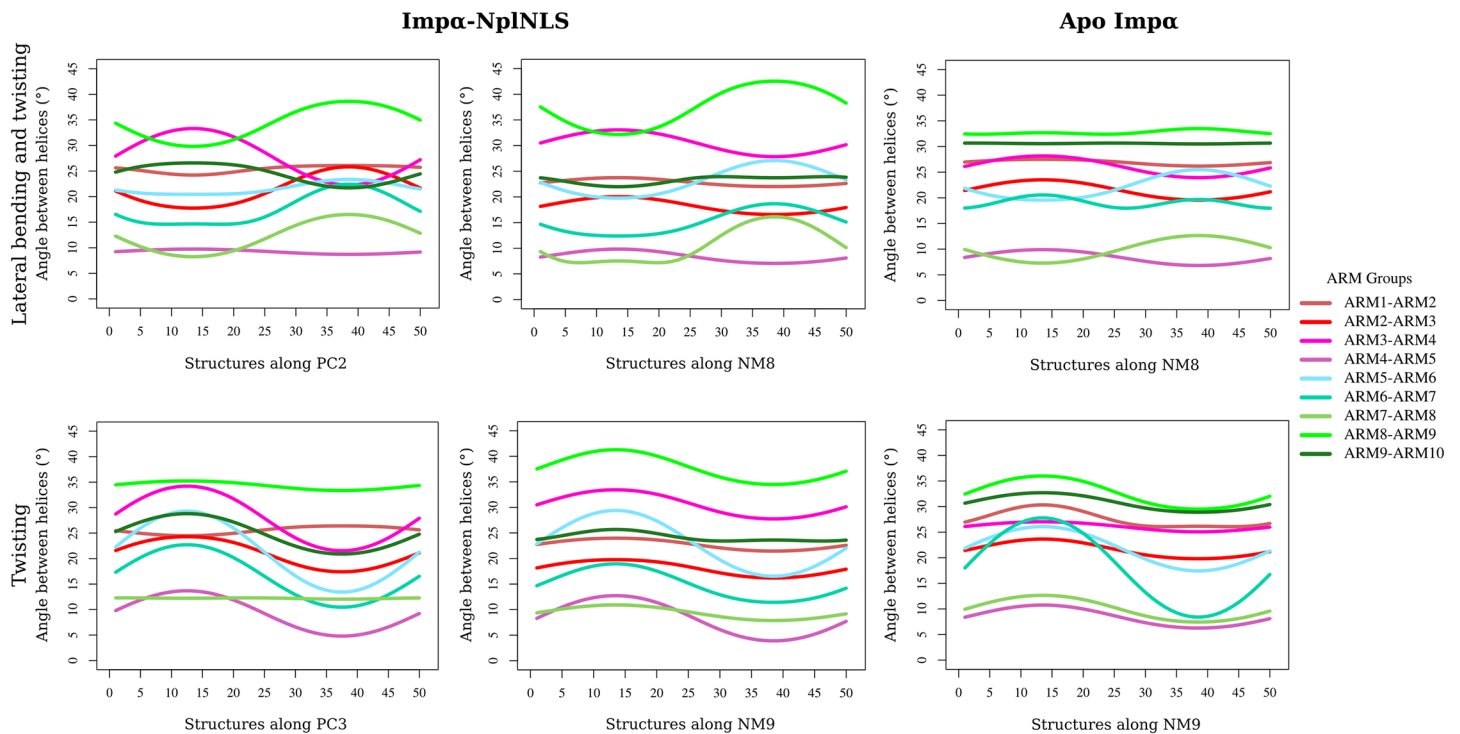 Impα-NplNLS
Apo Impα
Lateral bending and twisting
Angle between helices (°)
45
40
35
30
25
20
15
10
5
0
0 5 10 15 20 25 30 35 40 45 50
Structures along PC2
Angle between helices (°)
45
40
35
30
25
20
15
10
5
0
0 5 10 15 20 25 30 35 40 45 50
Structures along NM8
Angle between helices (°)
45
40
35
30
25
20
15
10
5
0
0 5 10 15 20 25 30 35 40 45 50
Structures along NM8
Twisting
Angle between helices (°)
45
40
35
30
25
20
15
10
5
0
0 5 10 15 20 25 30 35 40 45 50
Structures along PC3
Angle between helices (°)
45
40
35
30
25
20
15
10
5
0
0 5 10 15 20 25 30 35 40 45 50
Structures along NM9
Angle between helices (°)
45
40
35
30
25
20
15
10
5
0
0 5 10 15 20 25 30 35 40 45 50
Structures along NM9
ARM Groups
ARM1-ARM2
ARM2-ARM3
ARM3-ARM4
ARM4-ARM5
ARM5-ARM6
ARM6-ARM7
ARM7-ARM8
ARM8-ARM9
ARM9-ARM10